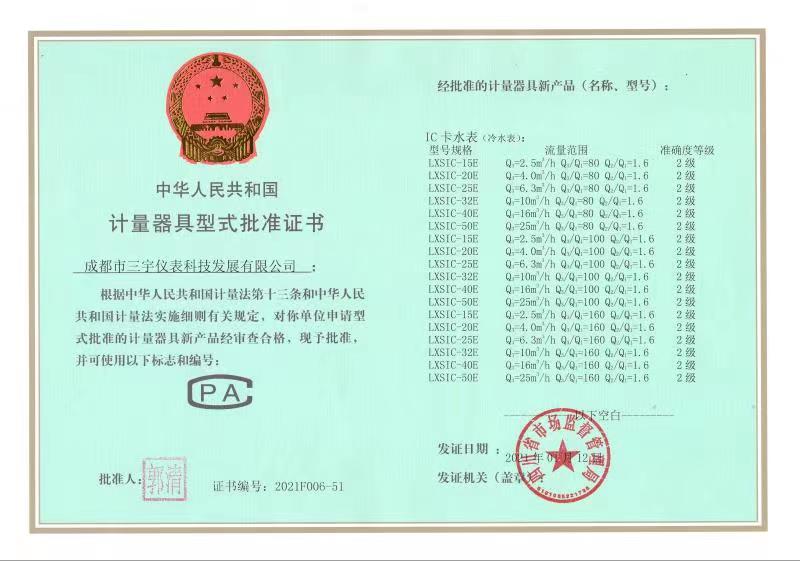 中华人民共和国
计量器具型式批准证书
成都市三宇仪表科技发展有限公司 ：
根据中华人民共和国计量法第十三条和中华人民
共和国计量法实施细则有关规定，对你单位申请型
式批准的计量器具新产品经审查合格，现予批准，
并可使用以下标志和编号：
CPA
批准人：
郭清
证书编号：2021F006-51
经批准的计量器具新产品（名称、型号）：
IC 卡水表（冷水表）：
型号规格 流量范围 准确度等级
LXSIC-15E Q₃=2.5m³/h Q₃/Q₁=80 Q₂/Q₁=1.6 2 级
LXSIC-20E Q₃=4.0m³/h Q₃/Q₁=80 Q₂/Q₁=1.6 2 级
LXSIC-25E Q₃=6.3m³/h Q₃/Q₁=80 Q₂/Q₁=1.6 2 级
LXSIC-32E Q₃=10m³/h Q₃/Q₁=80 Q₂/Q₁=1.6 2 级
LXSIC-40E Q₃=16m³/h Q₃/Q₁=80 Q₂/Q₁=1.6 2 级
LXSIC-50E Q₃=25m³/h Q₃/Q₁=80 Q₂/Q₁=1.6 2 级
LXSIC-15E Q₃=2.5m³/h Q₃/Q₁=100 Q₂/Q₁=1.6 2 级
LXSIC-20E Q₃=4.0m³/h Q₃/Q₁=100 Q₂/Q₁=1.6 2 级
LXSIC-25E Q₃=6.3m³/h Q₃/Q₁=100 Q₂/Q₁=1.6 2 级
LXSIC-32E Q₃=10m³/h Q₃/Q₁=100 Q₂/Q₁=1.6 2 级
LXSIC-40E Q₃=16m³/h Q₃/Q₁=100 Q₂/Q₁=1.6 2 级
LXSIC-50E Q₃=25m³/h Q₃/Q₁=100 Q₂/Q₁=1.6 2 级
LXSIC-15E Q₃=2.5m³/h Q₃/Q₁=160 Q₂/Q₁=1.6 2 级
LXSIC-20E Q₃=4.0m³/h Q₃/Q₁=160 Q₂/Q₁=1.6 2 级
LXSIC-25E Q₃=6.3m³/h Q₃/Q₁=160 Q₂/Q₁=1.6 2 级
LXSIC-32E Q₃=10m³/h Q₃/Q₁=160 Q₂/Q₁=1.6 2 级
LXSIC-40E Q₃=16m³/h Q₃/Q₁=160 Q₂/Q₁=1.6 2 级
LXSIC-50E Q₃=25m³/h Q₃/Q₁=160 Q₂/Q₁=1.6 2 级
以下空白
发证日期：
2021 年 01 月 12 日
发证机关（盖章）：
四川省市场监督管理局